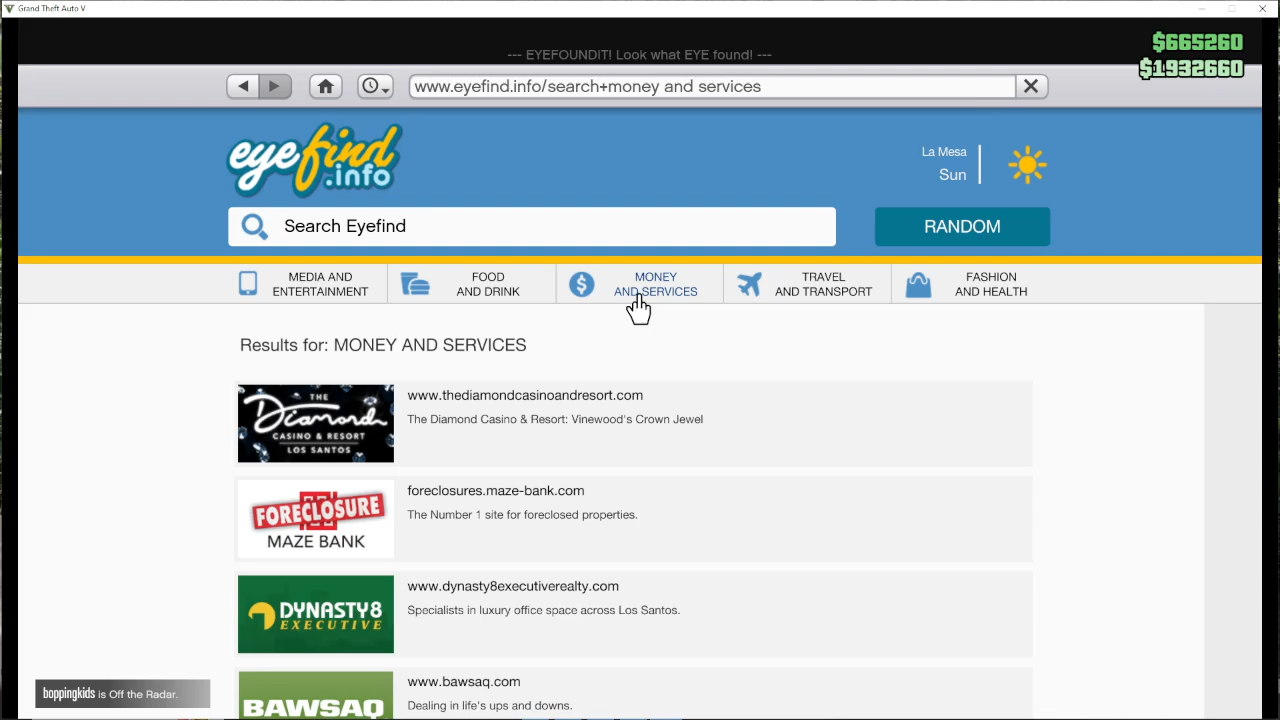 Grand Theft Auto V
--- EYEFOUNDIT! Look what EYE found! ---
$665260
$1932660
www.eyefind.info/search+money and services
eyefind
.info
La Mesa
Sun
Search Eyefind
RANDOM
MEDIA AND
ENTERTAINMENT
FOOD
AND DRINK
MONEY
AND SERVICES
TRAVEL
AND TRANSPORT
FASHION
AND HEALTH
Results for: MONEY AND SERVICES
THE
Diamond
CASINO & RESORT
LOS SANTOS
www.thediamondcasinoandresort.com
The Diamond Casino & Resort: Vinewood's Crown Jewel
FORECLOSURE
MAZE BANK
foreclosures.maze-bank.com
The Number 1 site for foreclosed properties.
DYNASTY8
EXECUTIVE
www.dynasty8executiverealty.com
Specialists in luxury office space across Los Santos.
BAWSAQ
www.bawsaq.com
Dealing in life's ups and downs.
boppingkids is Off the Radar.